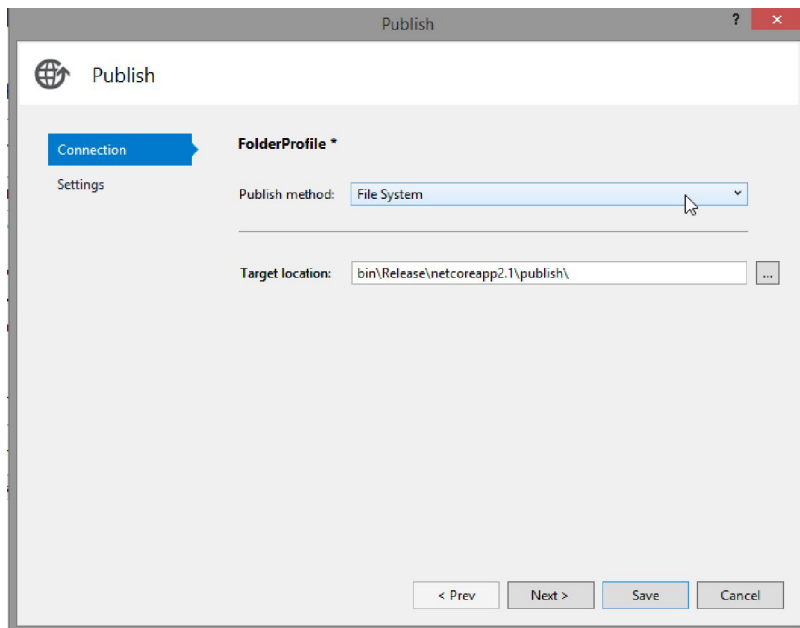 Publish
?
Publish
Connection
Settings
FolderProfile *
Publish method: File System
Target location: bin\Release\netcoreapp2.1\publish\ ...
< Prev Next > Save Cancel